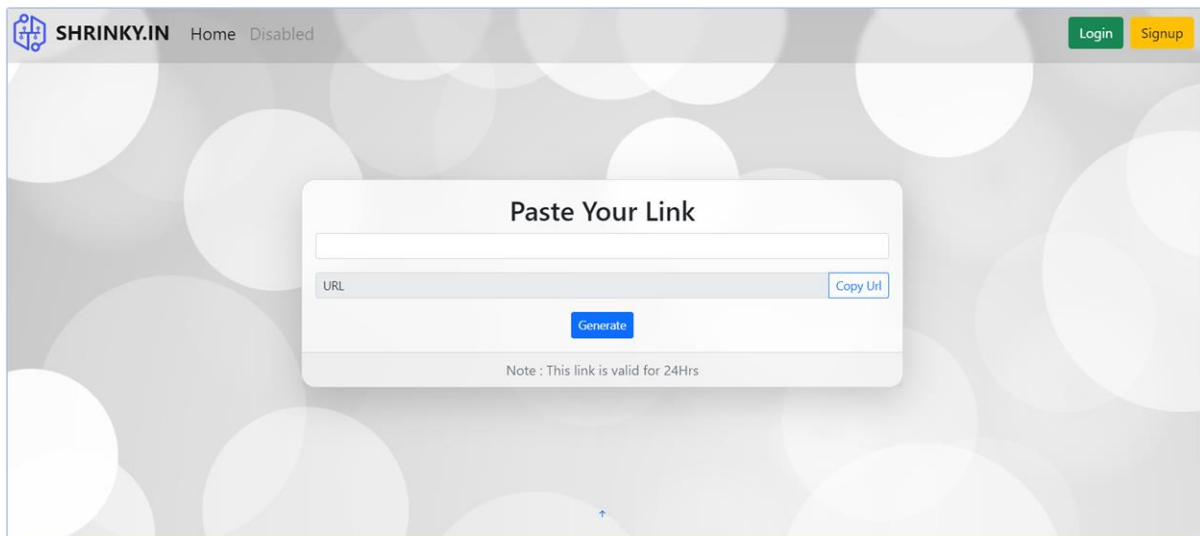 SHRINKY.IN Home Disabled Login Signup
Paste Your Link
URL Copy Url
Generate
Note : This link is valid for 24Hrs
↑